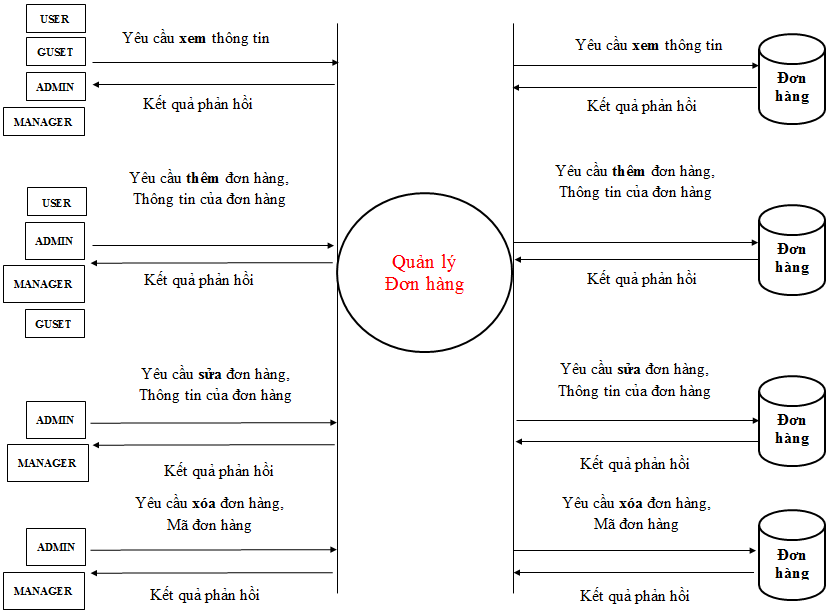 USER
GUSET
ADMIN
MANAGER
Yêu cầu xem thông tin
Kết quả phản hồi
Yêu cầu xem thông tin
Kết quả phản hồi
Đơn
hàng
USER
ADMIN
MANAGER
GUSET
Yêu cầu thêm đơn hàng,
Thông tin của đơn hàng
Kết quả phản hồi
Quản lý
Đơn hàng
Yêu cầu thêm đơn hàng,
Thông tin của đơn hàng
Kết quả phản hồi
Đơn
hàng
ADMIN
MANAGER
Yêu cầu sửa đơn hàng,
Thông tin của đơn hàng
Kết quả phản hồi
Yêu cầu sửa đơn hàng,
Thông tin của đơn hàng
Kết quả phản hồi
Đơn
hàng
ADMIN
MANAGER
Yêu cầu xóa đơn hàng,
Mã đơn hàng
Kết quả phản hồi
Yêu cầu xóa đơn hàng,
Mã đơn hàng
Kết quả phản hồi
Đơn
hàng